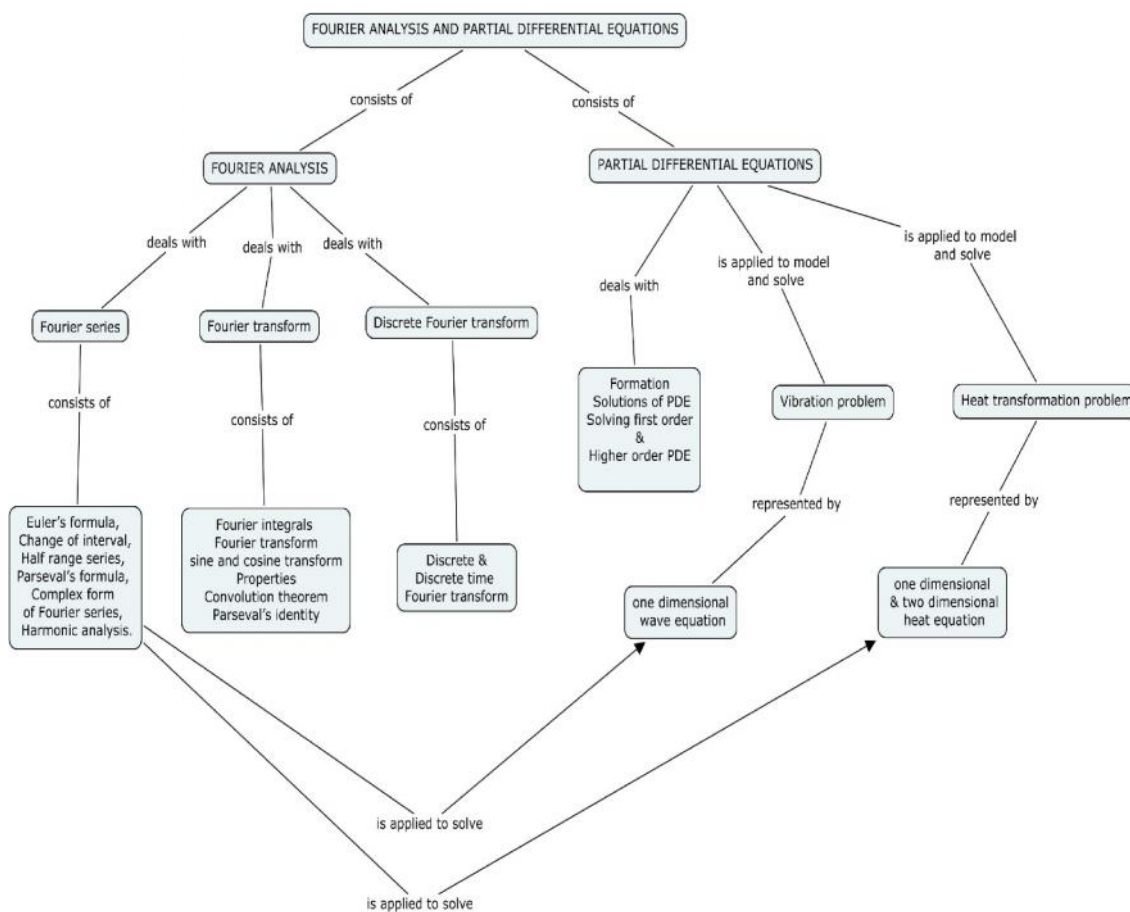 FOURIER ANALYSIS AND PARTIAL DIFFERENTIAL EQUATIONS
consists of
consists of
FOURIER ANALYSIS
PARTIAL DIFFERENTIAL EQUATIONS
deals with
deals with
deals with
is applied to model
and solve
is applied to model
and solve
deals with
Fourier series
Fourier transform
Discrete Fourier transform
Formation
Solutions of PDE
Solving first order
&
Higher order PDE
Vibration problem
Heat transformation problem
consists of
consists of
consists of
represented by
represented by
Euler's formula,
Change of interval,
Half range series,
Parseval's formula,
Complex form
of Fourier series,
Harmonic analysis.
Fourier integrals
Fourier transform
sine and cosine transform
Properties
Convolution theorem
Parseval's identity
Discrete &
Discrete time
Fourier transform
one dimensional
wave equation
one dimensional
& two dimensional
heat equation
is applied to solve
is applied to solve